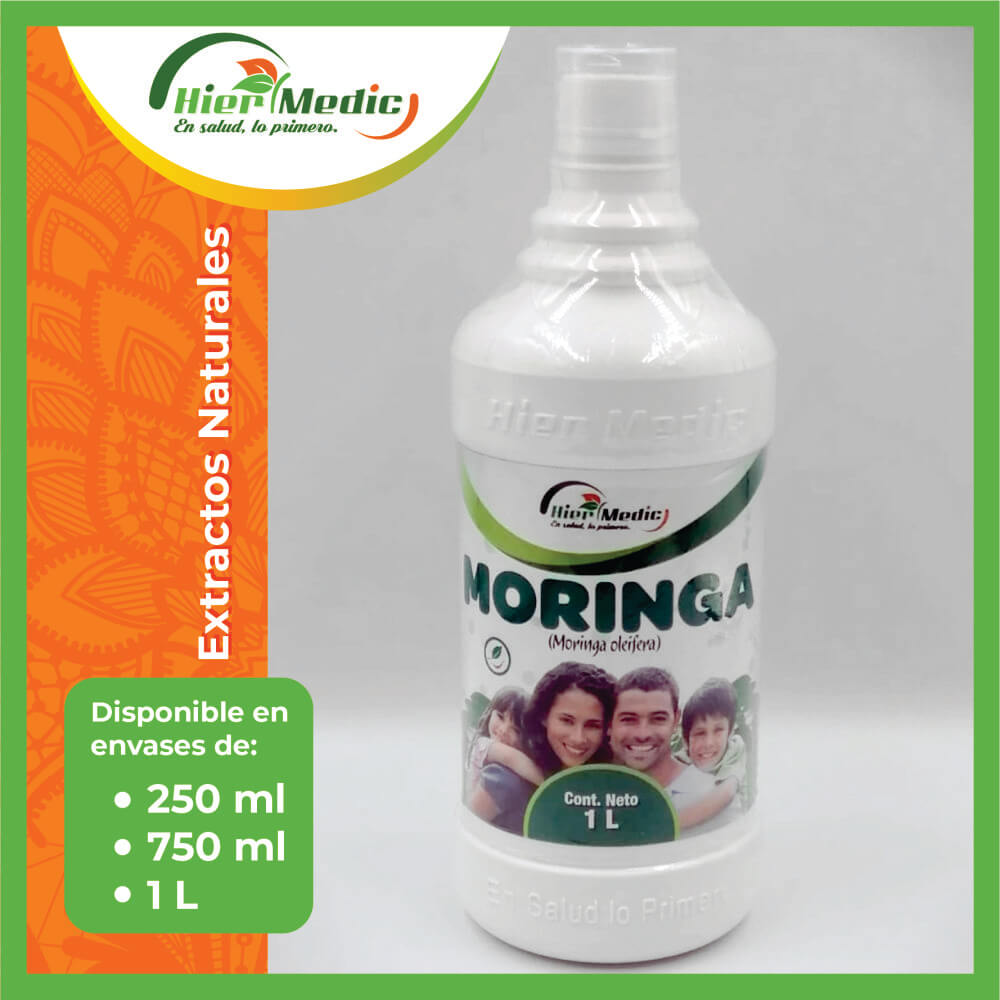 Hier Medic
En salud, lo primero.
Extractos Naturales
Disponible en
envases de:
• 250 ml
• 750 ml
• 1 L
Hier Medic
Hier Medic
En salud, lo primero.
MORINGA
(Moringa oleifera)
Cont. Neto
1 L
En Salud lo Primero